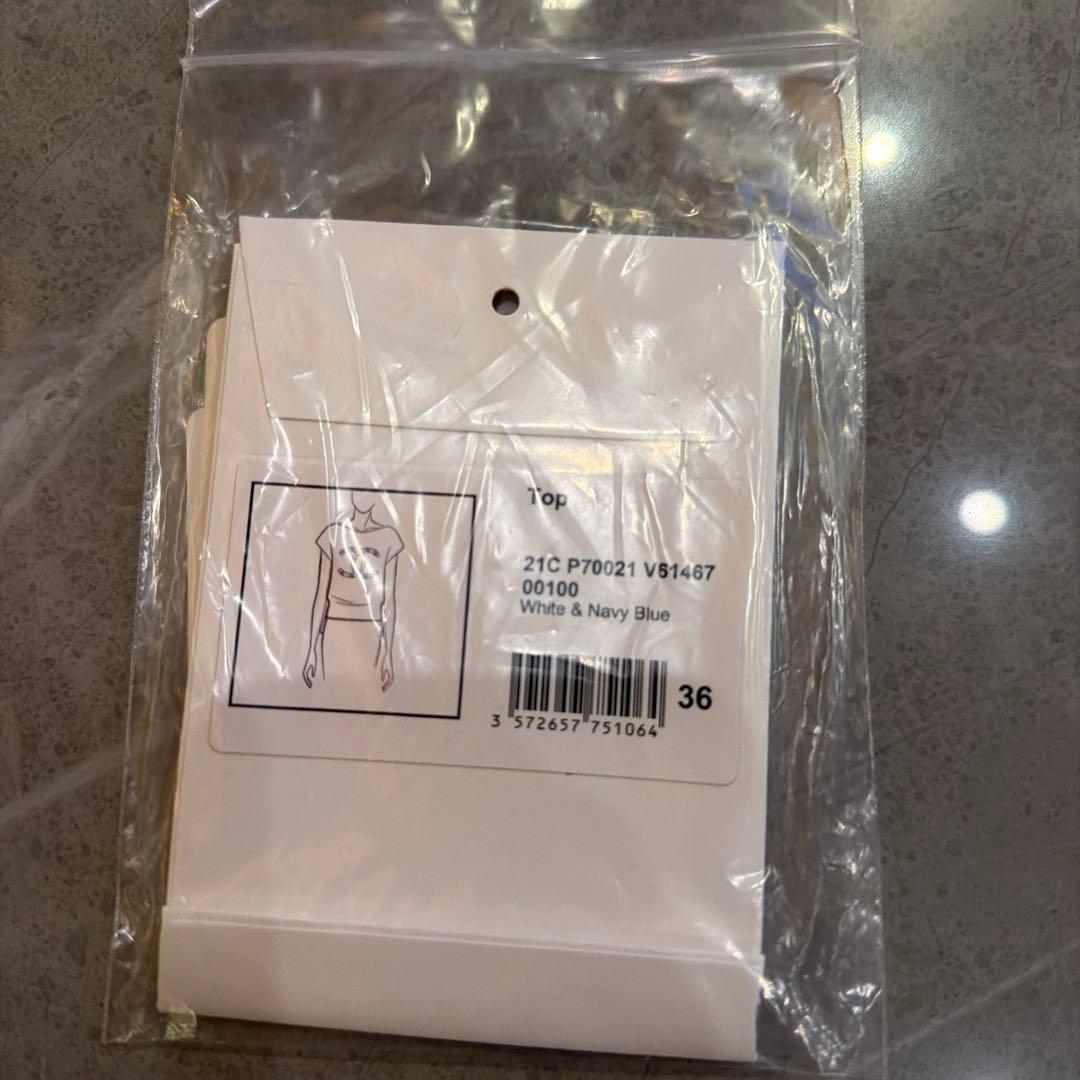 Top
21C P70021 V61467
00100
White & Navy Blue
36
3 572657 751064